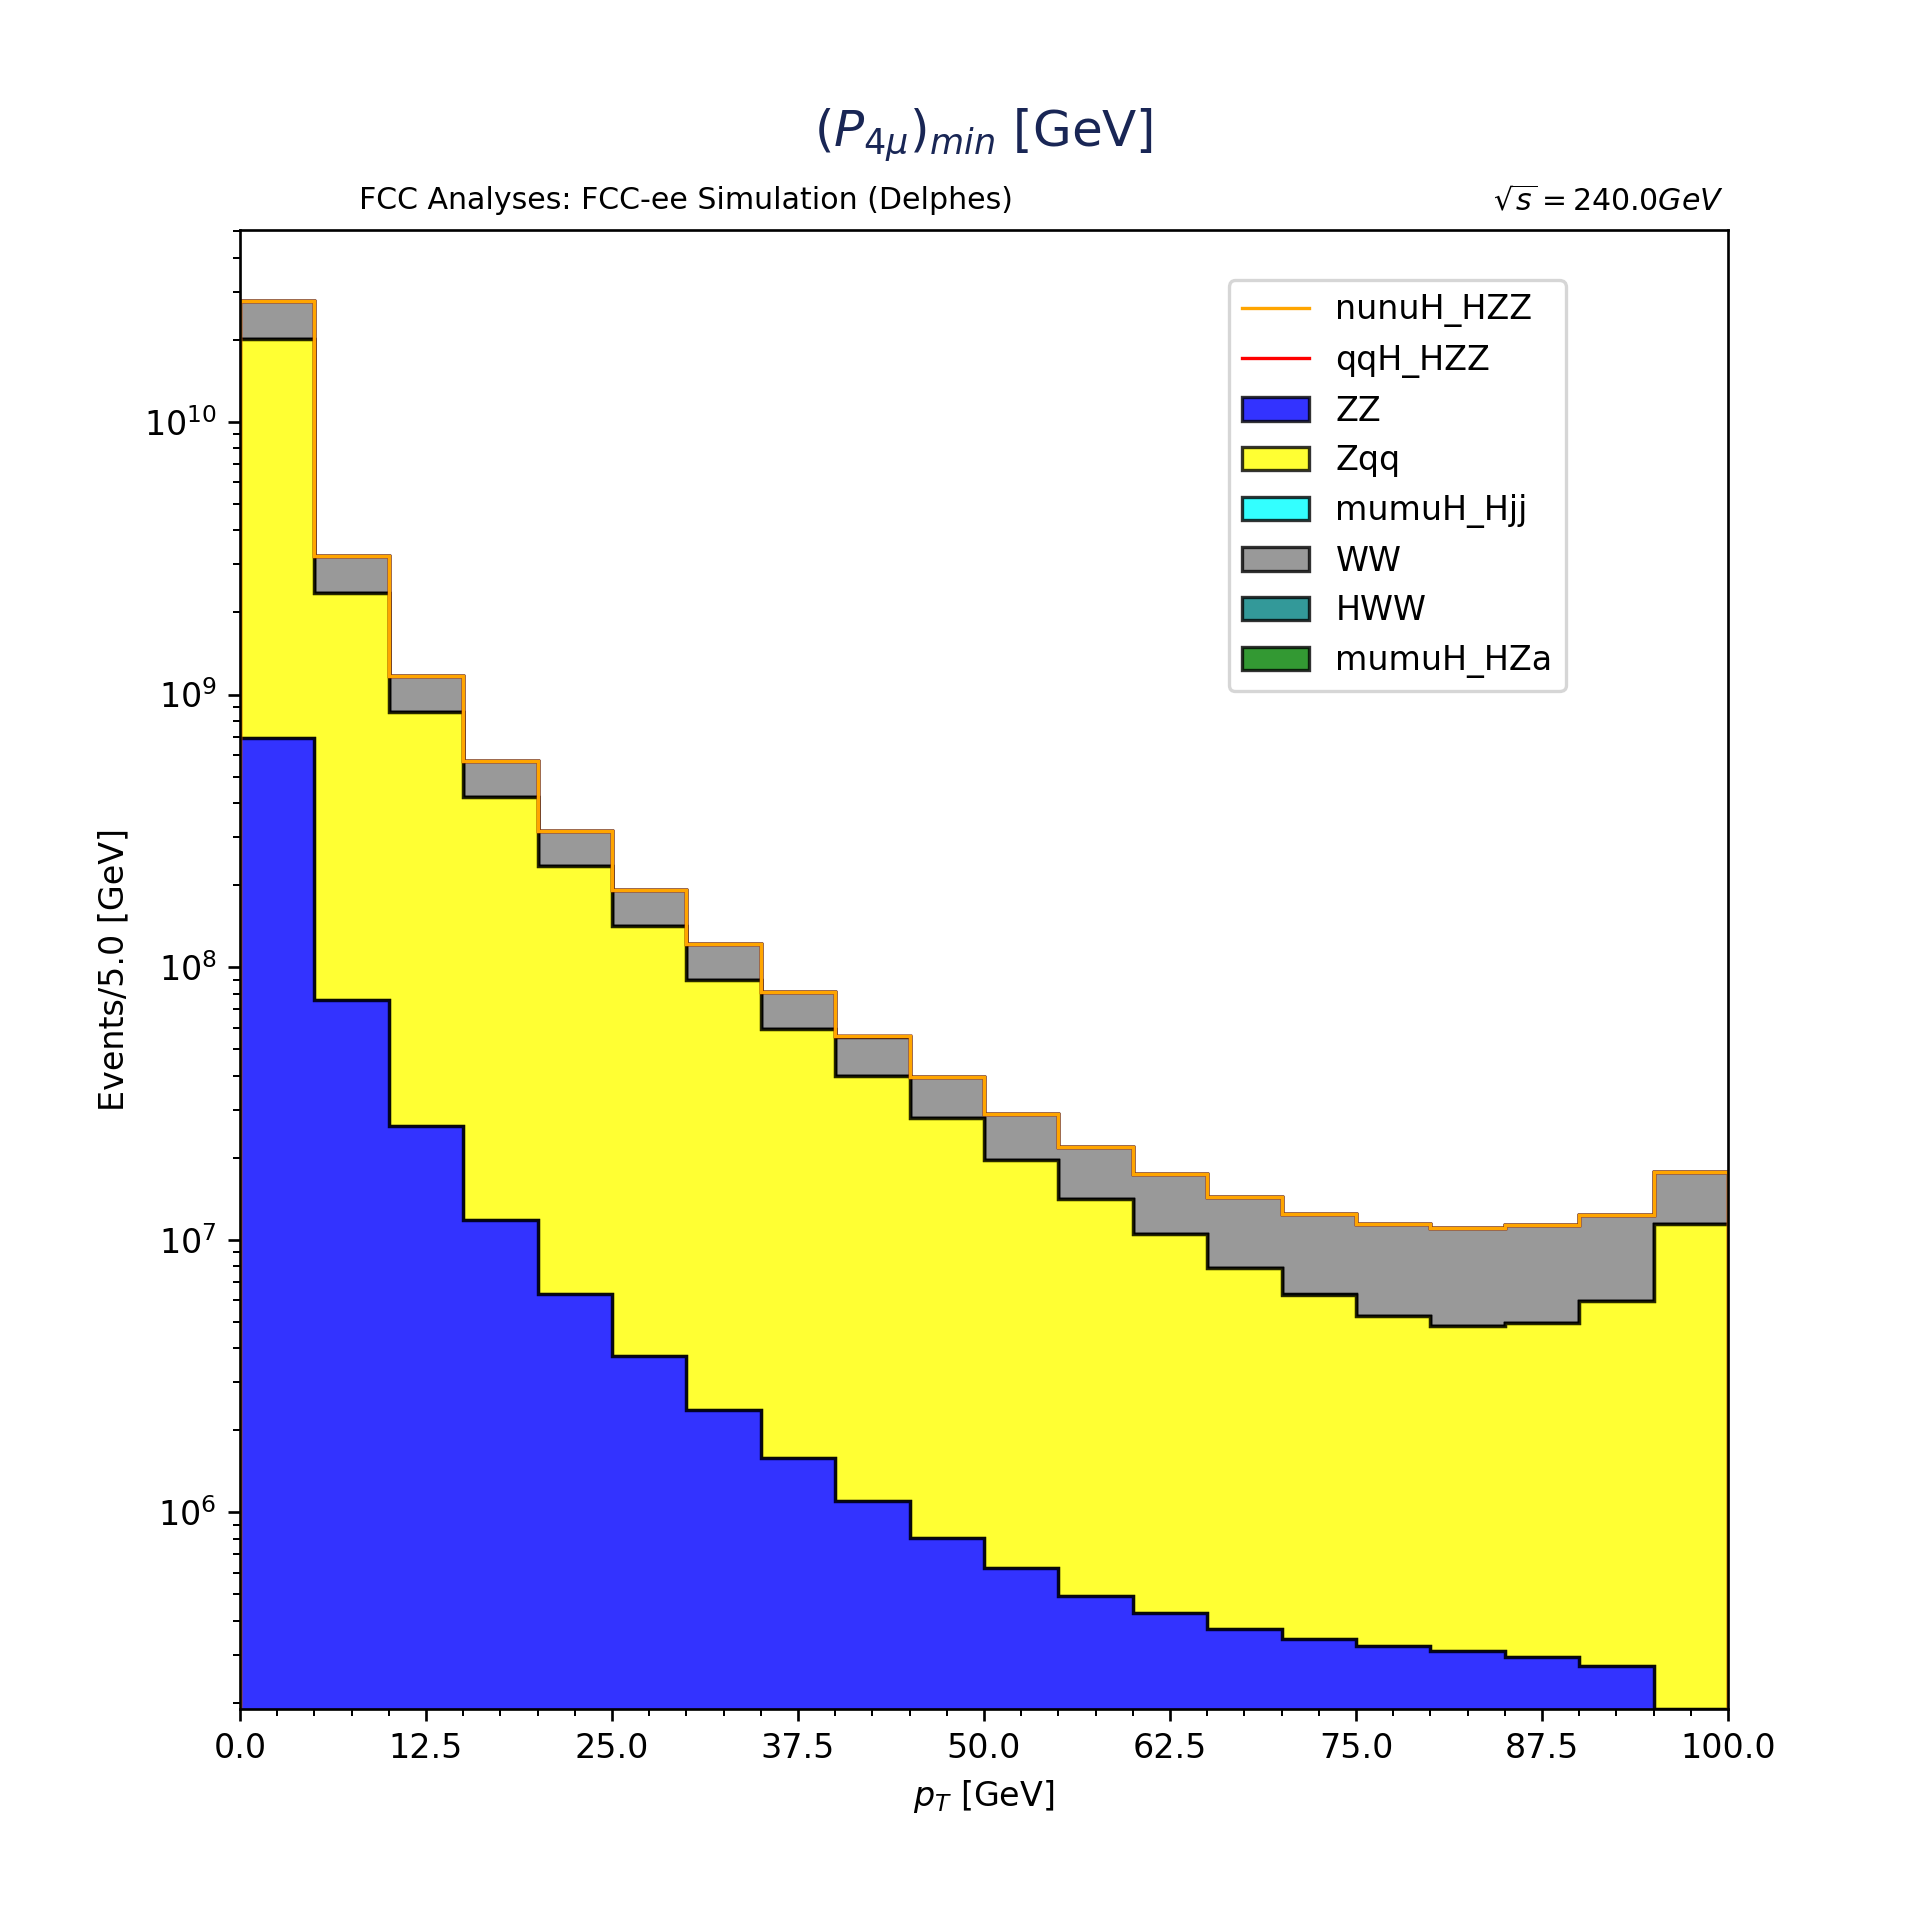 (P₄μ)min [GeV]
FCC Analyses: FCC-ee Simulation (Delphes)
√s = 240.0GeV
nunuH_HZZ
qqH_HZZ
ZZ
Zqq
mumuH_Hjj
WW
HWW
mumuH_HZa
Events/5.0 [GeV]
10¹⁰
10⁹
10⁸
10⁷
10⁶
0.0 12.5 25.0 37.5 50.0 62.5 75.0 87.5 100.0
pT [GeV]